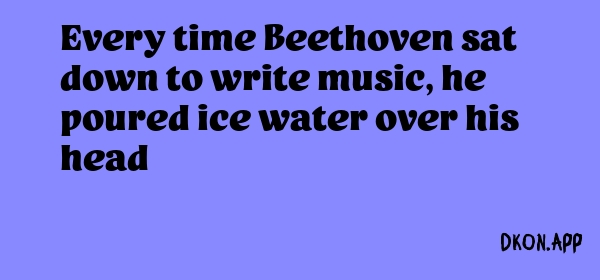 Every time Beethoven sat
down to write music, he
poured ice water over his
head
DKON.APP